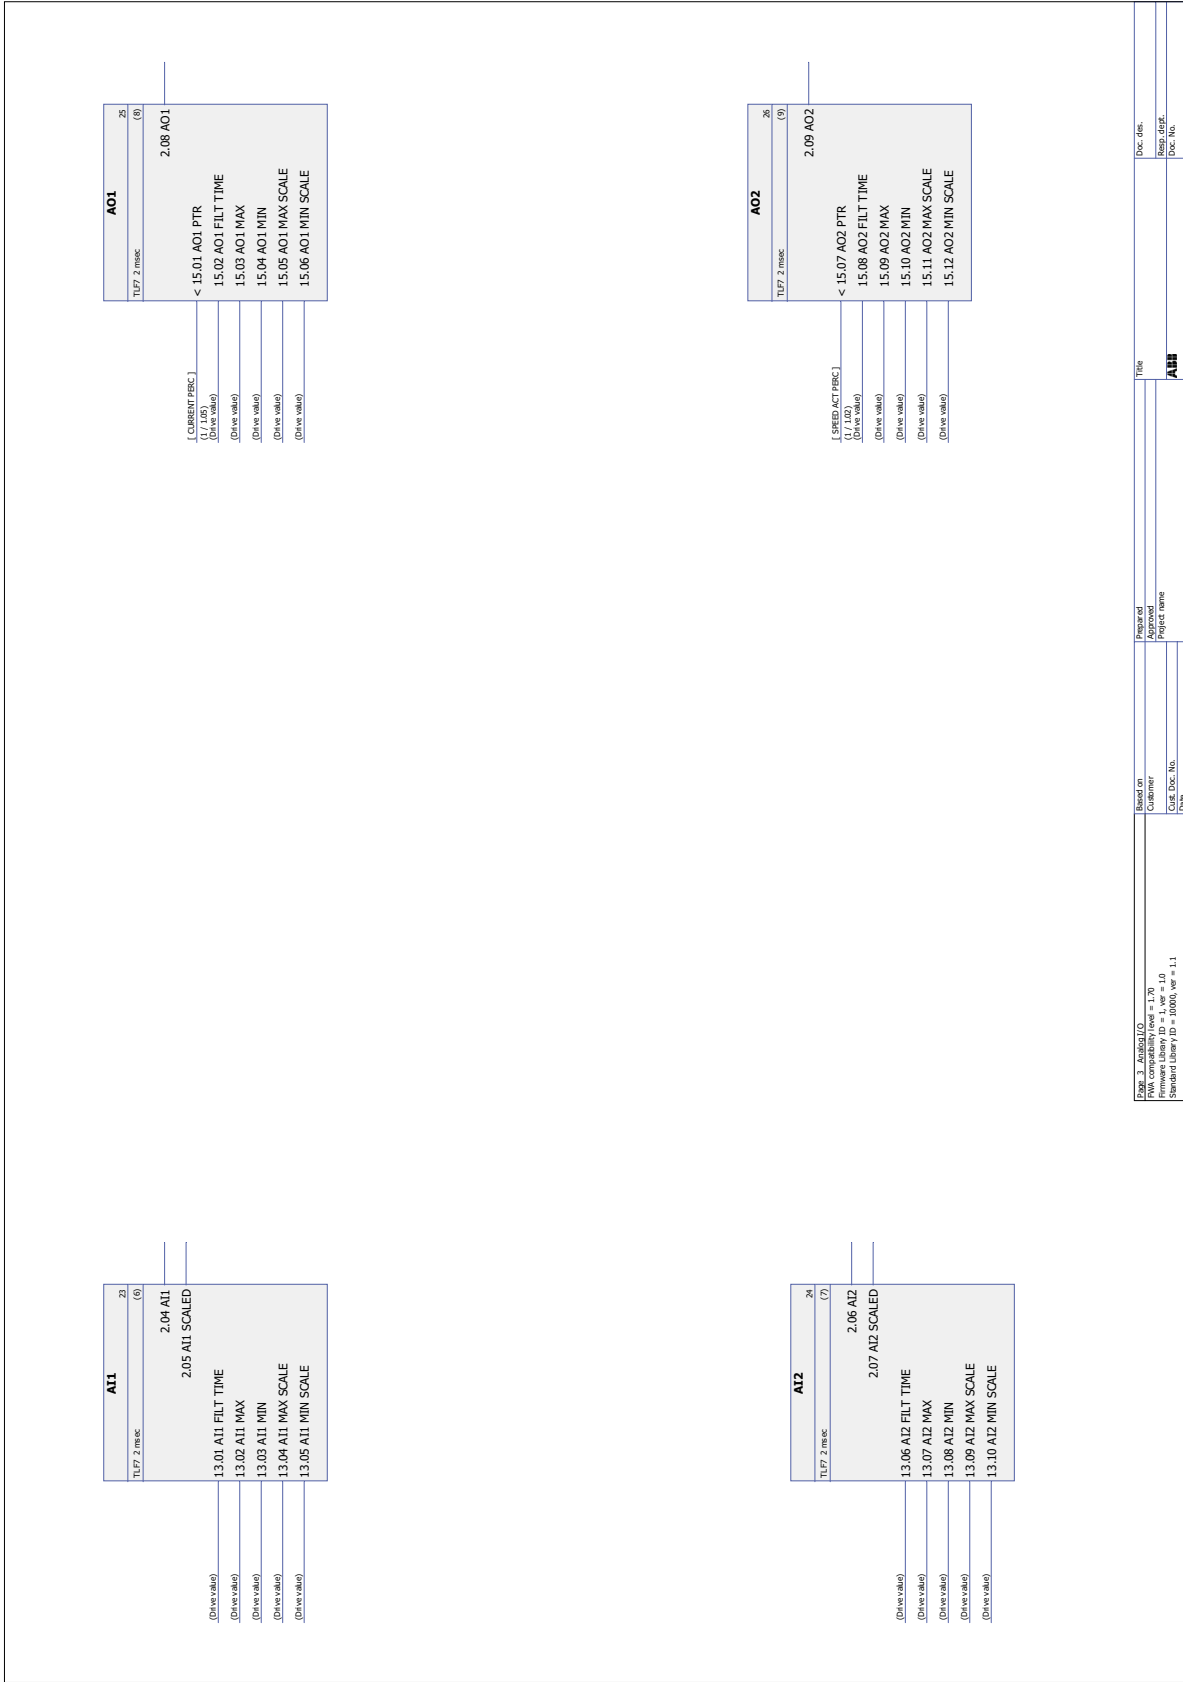 AI1
23
TLF7 2 msec
(6)
2.04 AI1
2.05 AI1 SCALED
(Drive value)
13.01 AI1 FILT TIME
(Drive value)
13.02 AI1 MAX
(Drive value)
13.03 AI1 MIN
(Drive value)
13.04 AI1 MAX SCALE
(Drive value)
13.05 AI1 MIN SCALE
AO1
25
TLF7 2 msec
(8)
2.08 AO1
[ CURRENT PERC ]
(1 / 1.05)
< 15.01 AO1 PTR
(Drive value)
15.02 AO1 FILT TIME
(Drive value)
15.03 AO1 MAX
(Drive value)
15.04 AO1 MIN
(Drive value)
15.05 AO1 MAX SCALE
(Drive value)
15.06 AO1 MIN SCALE
AI2
24
TLF7 2 msec
(7)
2.06 AI2
2.07 AI2 SCALED
(Drive value)
13.06 AI2 FILT TIME
(Drive value)
13.07 AI2 MAX
(Drive value)
13.08 AI2 MIN
(Drive value)
13.09 AI2 MAX SCALE
(Drive value)
13.10 AI2 MIN SCALE
AO2
26
TLF7 2 msec
(9)
2.09 AO2
[ SPEED ACT PERC ]
(1 / 1.02)
< 15.07 AO2 PTR
(Drive value)
15.08 AO2 FILT TIME
(Drive value)
15.09 AO2 MAX
(Drive value)
15.10 AO2 MIN
(Drive value)
15.11 AO2 MAX SCALE
(Drive value)
15.12 AO2 MIN SCALE
Page 3 Analog I/O
FWA compatibility level = 1.70
Firmware Library ID = 1, ver = 1.0
Standard Library ID = 10000, ver = 1.1
Based on
Customer
Cust. Doc. No.
Date
Prepared
Approved
Project name
Title
ABB
Doc. des.
Resp. dept.
Doc. No.